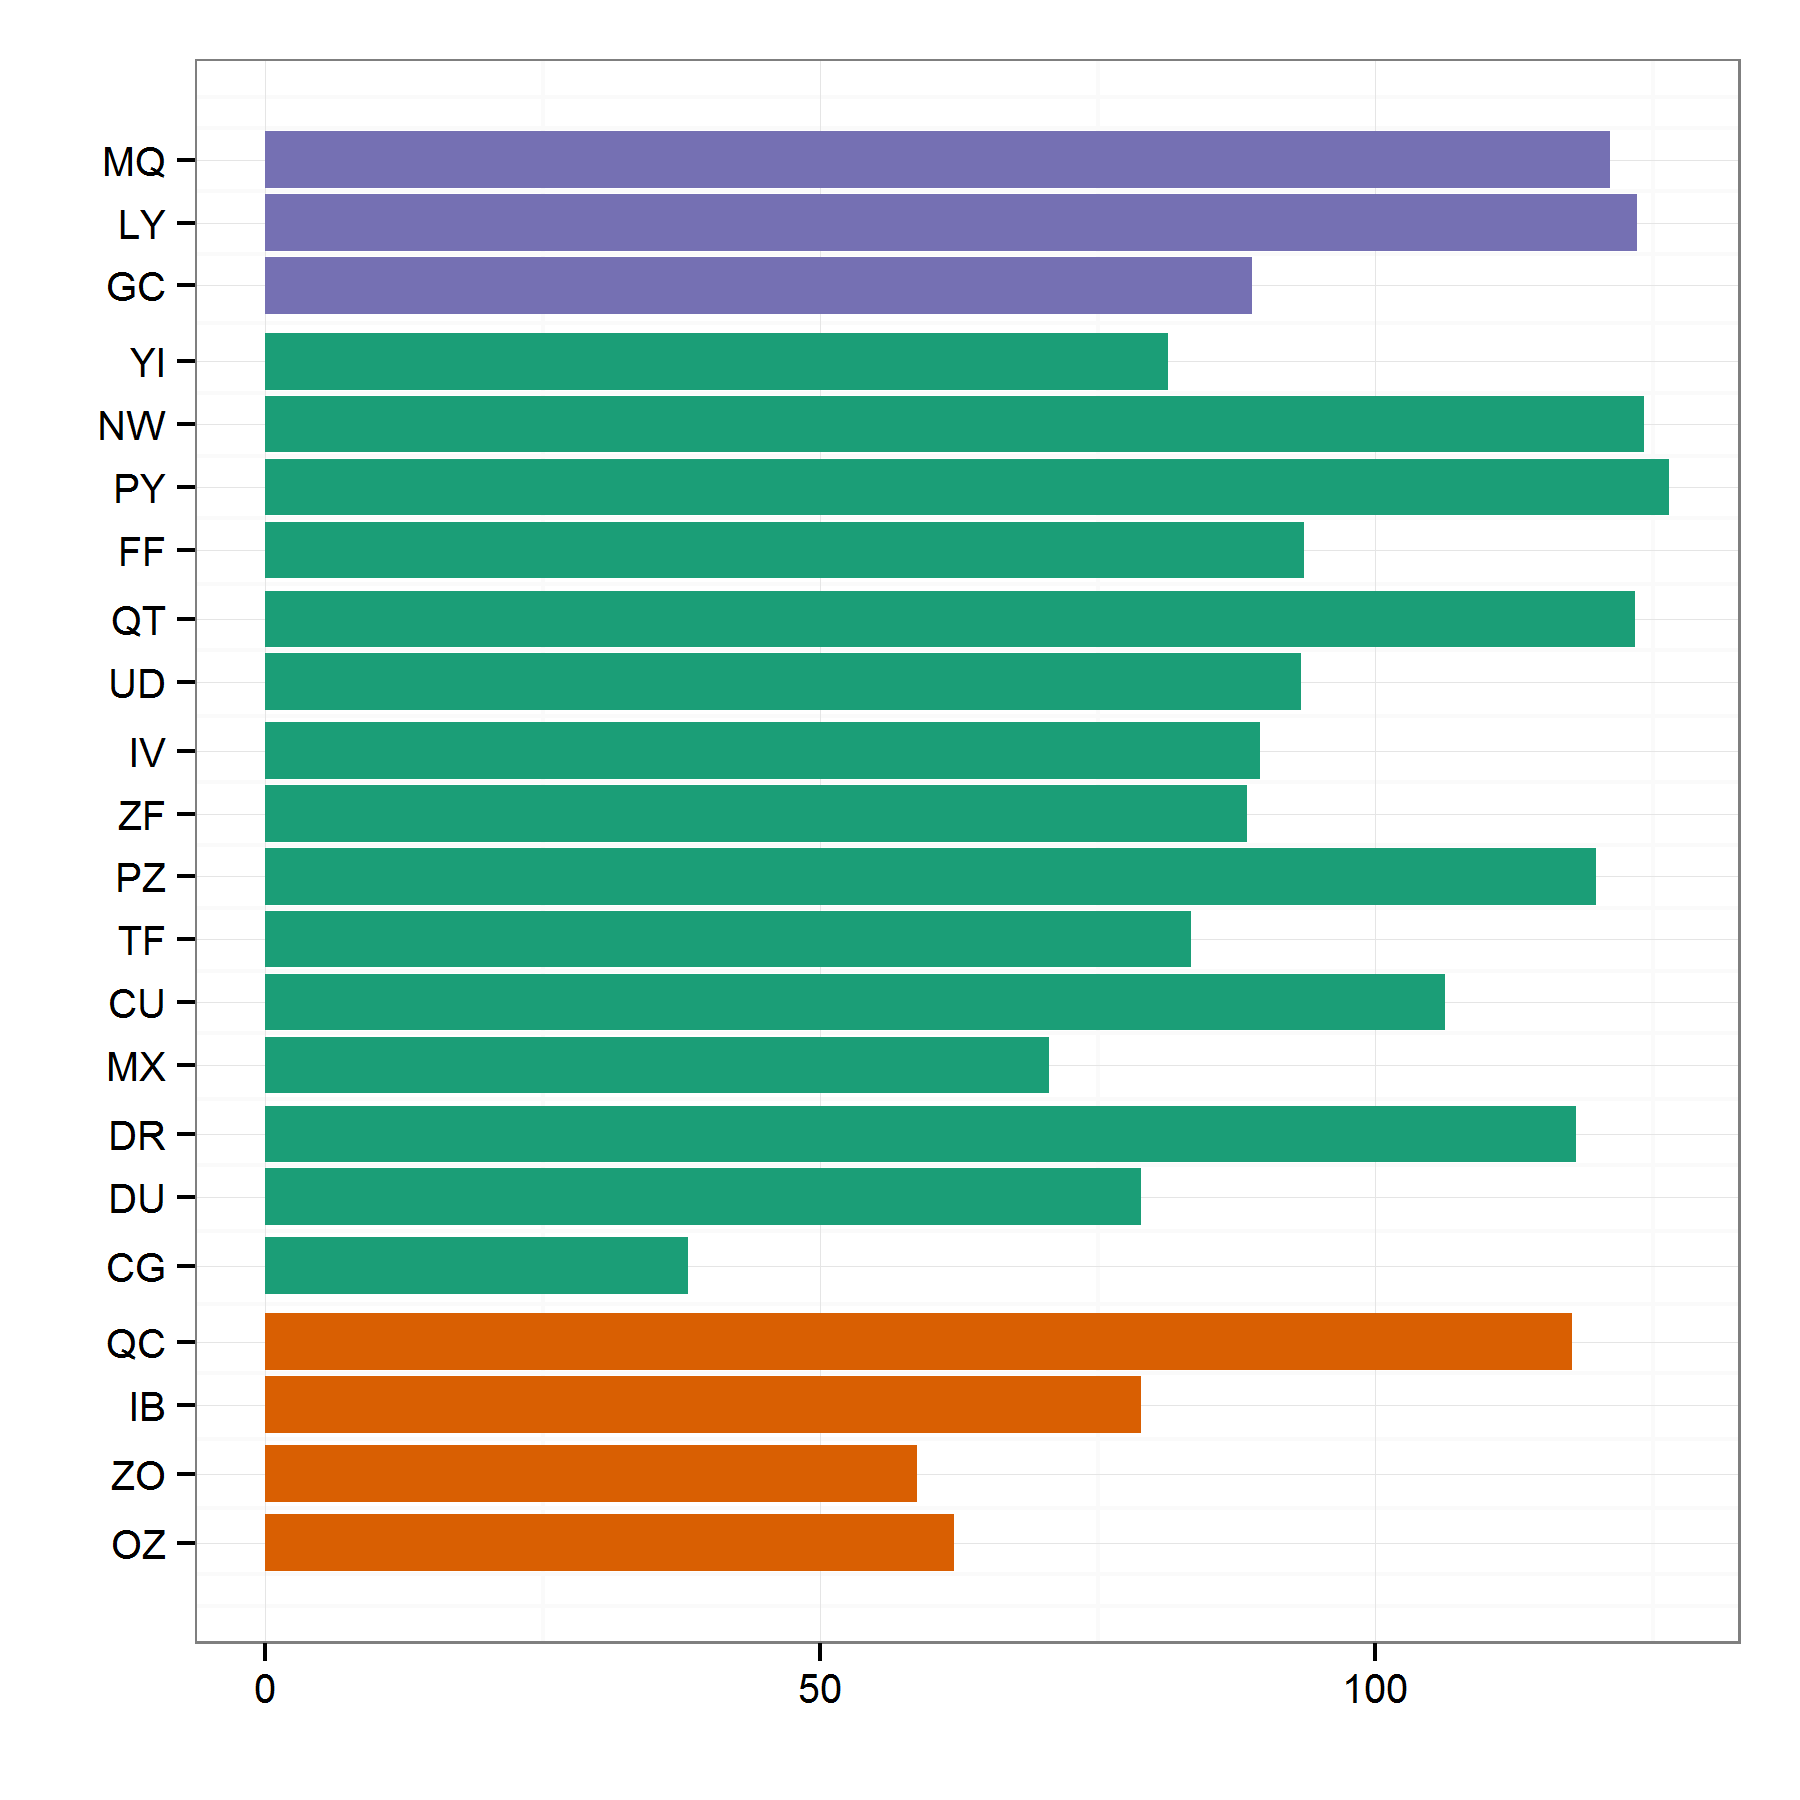 MQ
LY
GC
YI
NW
PY
FF
QT
UD
IV
ZF
PZ
TF
CU
MX
DR
DU
CG
QC
IB
ZO
OZ
0 50 100